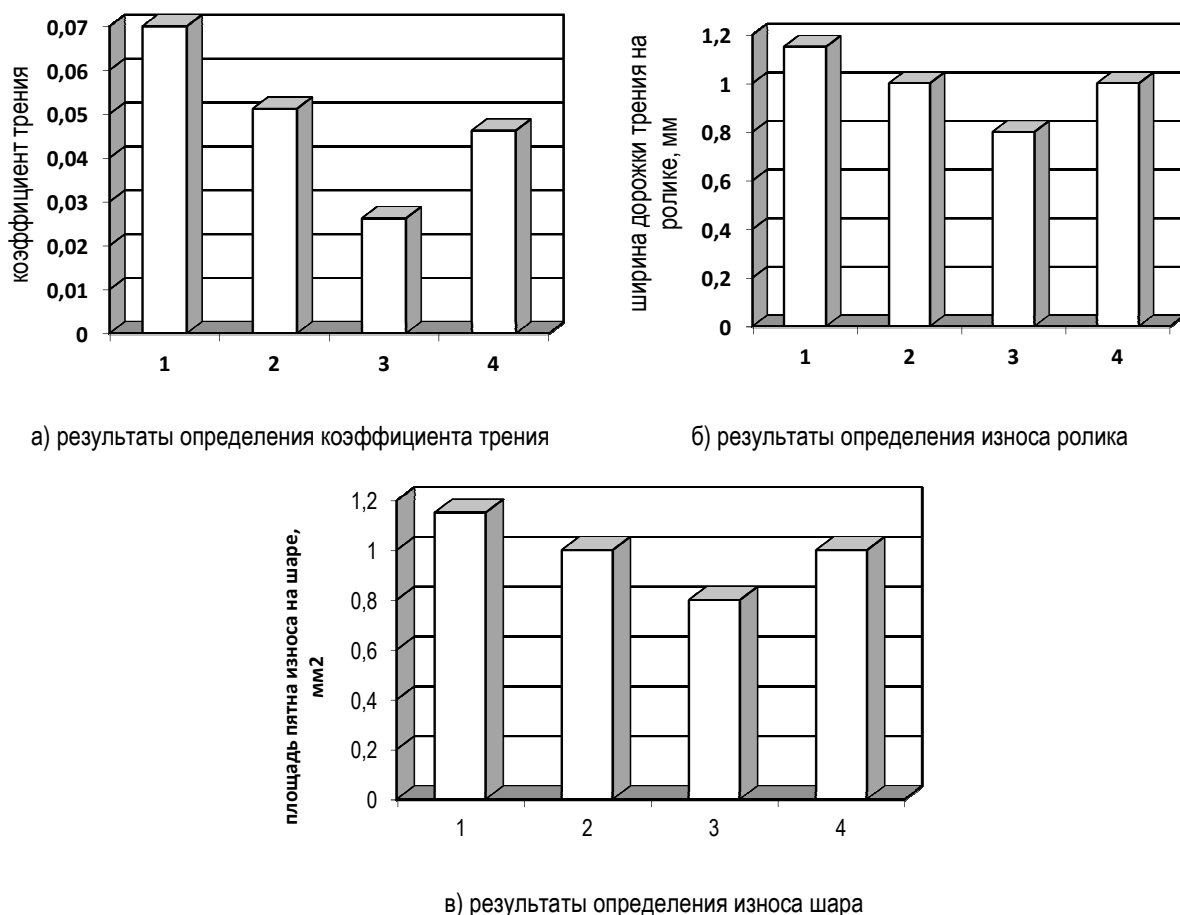 коэффициент трения
0,07
0,06
0,05
0,04
0,03
0,02
0,01
0
1 2 3 4
ширина дорожки трения на
ролике, мм
1,2
1
0,8
0,6
0,4
0,2
0
1 2 3 4
а) результаты определения коэффициента трения
б) результаты определения износа ролика
площадь пятна износа на шаре,
мм2
1,2
1
0,8
0,6
0,4
0,2
0
1 2 3 4
в) результаты определения износа шара